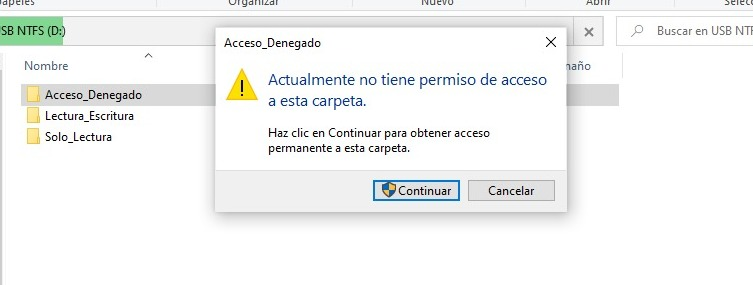 Organizar
Nuevo
Abrir
USB NTFS (D:)
Buscar en USB NTF
Nombre
Acceso_Denegado
Lectura_Escritura
Solo_Lectura
Acceso_Denegado
Actualmente no tiene permiso de acceso
a esta carpeta.
Haz clic en Continuar para obtener acceso
permanente a esta carpeta.
Continuar
Cancelar